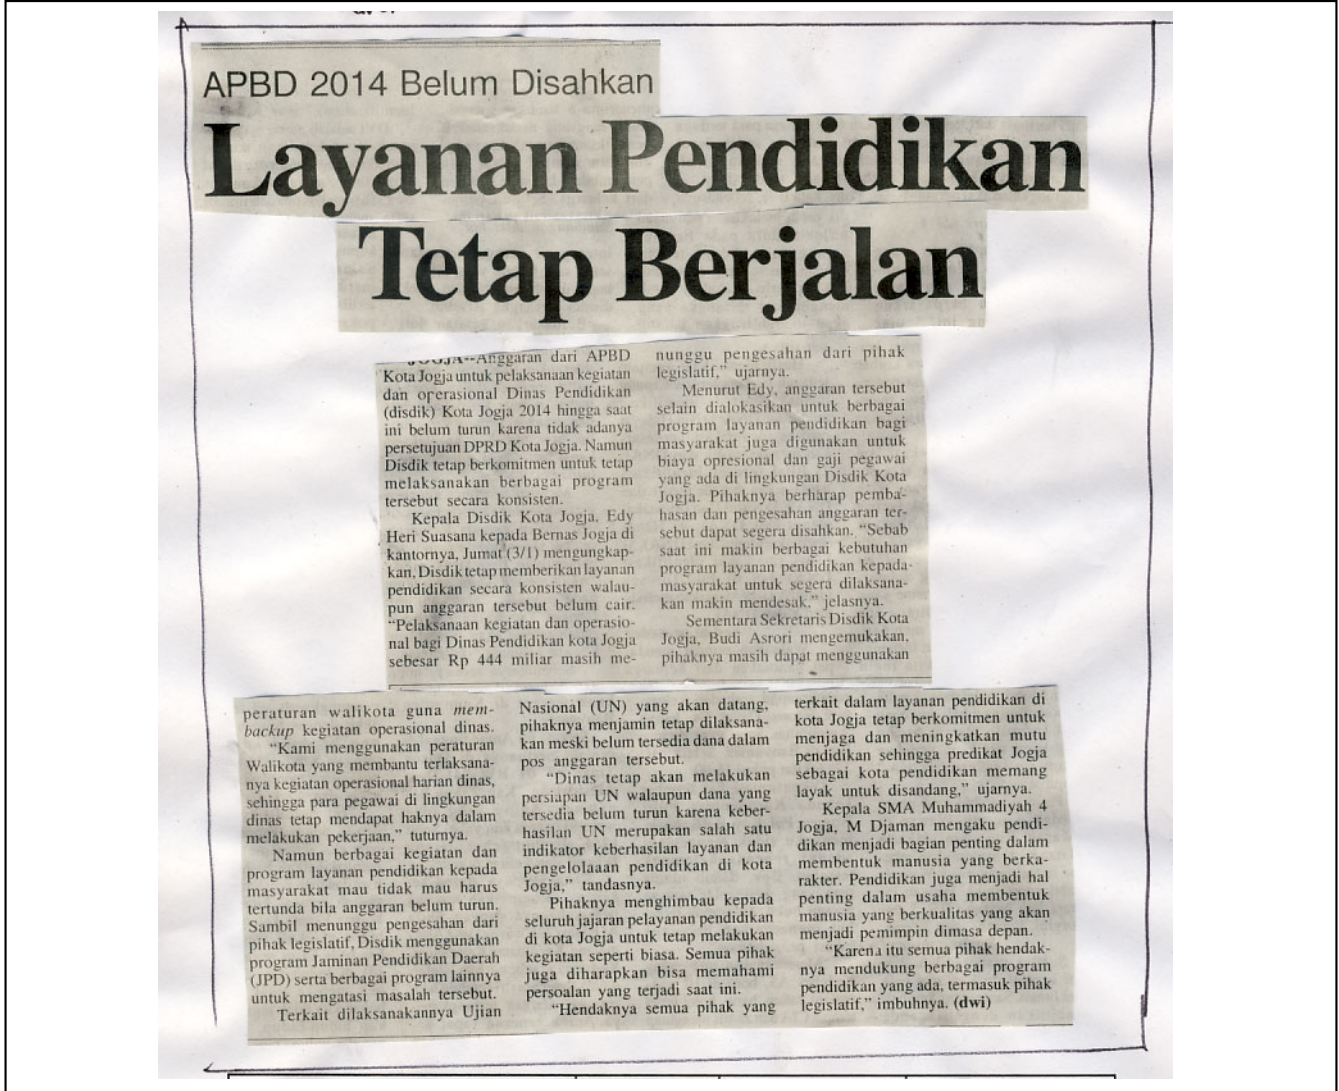 APBD 2014 Belum Disahkan
Layanan Pendidikan
Tetap Berjalan
JOGJA--Anggaran dari APBD
Kota Jogja untuk pelaksanaan kegiatan
dan operasional Dinas Pendidikan
(disdik) Kota Jogja 2014 hingga saat
ini belum turun karena tidak adanya
persetujuan DPRD Kota Jogja. Namun
Disdik tetap berkomitmen untuk tetap
melaksanakan berbagai program
tersebut secara konsisten.
Kepala Disdik Kota Jogja, Edy
Heri Suasana kepada Bernas Jogja di
kantornya, Jumat (3/1) mengungkap-
kan, Disdik tetap memberikan layanan
pendidikan secara konsisten walau-
pun anggaran tersebut belum cair.
“Pelaksanaan kegiatan dan operasio-
nal bagi Dinas Pendidikan kota Jogja
sebesar Rp 444 miliar masih me-
nunggu pengesahan dari pihak
legislatif,” ujarnya.
Menurut Edy, anggaran tersebut
selain dialokasikan untuk berbagai
program layanan pendidikan bagi
masyarakat juga digunakan untuk
biaya opresional dan gaji pegawai
yang ada di lingkungan Disdik Kota
Jogja. Pihaknya berharap pemba-
hasan dan pengesahan anggaran ter-
sebut dapat segera disahkan. “Sebab
saat ini makin berbagai kebutuhan
program layanan pendidikan kepada
masyarakat untuk segera dilaksana-
kan makin mendesak,” jelasnya.
Sementara Sekretaris Disdik Kota
Jogja, Budi Asrori mengemukakan,
pihaknya masih dapat menggunakan
peraturan walikota guna mem-
backup kegiatan operasional dinas.
“Kami menggunakan peraturan
Walikota yang membantu terlaksana-
nya kegiatan operasional harian dinas,
sehingga para pegawai di lingkungan
dinas tetap mendapat haknya dalam
melakukan pekerjaan,” tuturnya.
Namun berbagai kegiatan dan
program layanan pendidikan kepada
masyarakat mau tidak mau harus
tertunda bila anggaran belum turun.
Sambil menunggu pengesahan dari
pihak legislatif, Disdik menggunakan
program Jaminan Pendidikan Daerah
(JPD) serta berbagai program lainnya
untuk mengatasi masalah tersebut.
Terkait dilaksanakannya Ujian
Nasional (UN) yang akan datang,
pihaknya menjamin tetap dilaksana-
kan meski belum tersedia dana dalam
pos anggaran tersebut.
“Dinas tetap akan melakukan
persiapan UN walaupun dana yang
tersedia belum turun karena keber-
hasilan UN merupakan salah satu
indikator keberhasilan layanan dan
pengelolaaan pendidikan di kota
Jogja,” tandasnya.
Pihaknya menghimbau kepada
seluruh jajaran pelayanan pendidikan
di kota Jogja untuk tetap melakukan
kegiatan seperti biasa. Semua pihak
juga diharapkan bisa memahami
persoalan yang terjadi saat ini.
“Hendaknya semua pihak yang
terkait dalam layanan pendidikan di
kota Jogja tetap berkomitmen untuk
menjaga dan meningkatkan mutu
pendidikan sehingga predikat Jogja
sebagai kota pendidikan memang
layak untuk disandang,” ujarnya.
Kepala SMA Muhammadiyah 4
Jogja, M Djaman mengaku pendi-
dikan menjadi bagian penting dalam
membentuk manusia yang berka-
rakter. Pendidikan juga menjadi hal
penting dalam usaha membentuk
manusia yang berkualitas yang akan
menjadi pemimpin dimasa depan.
“Karena itu semua pihak hendak-
nya mendukung berbagai program
pendidikan yang ada, termasuk pihak
legislatif,” imbuhnya. (dwi)